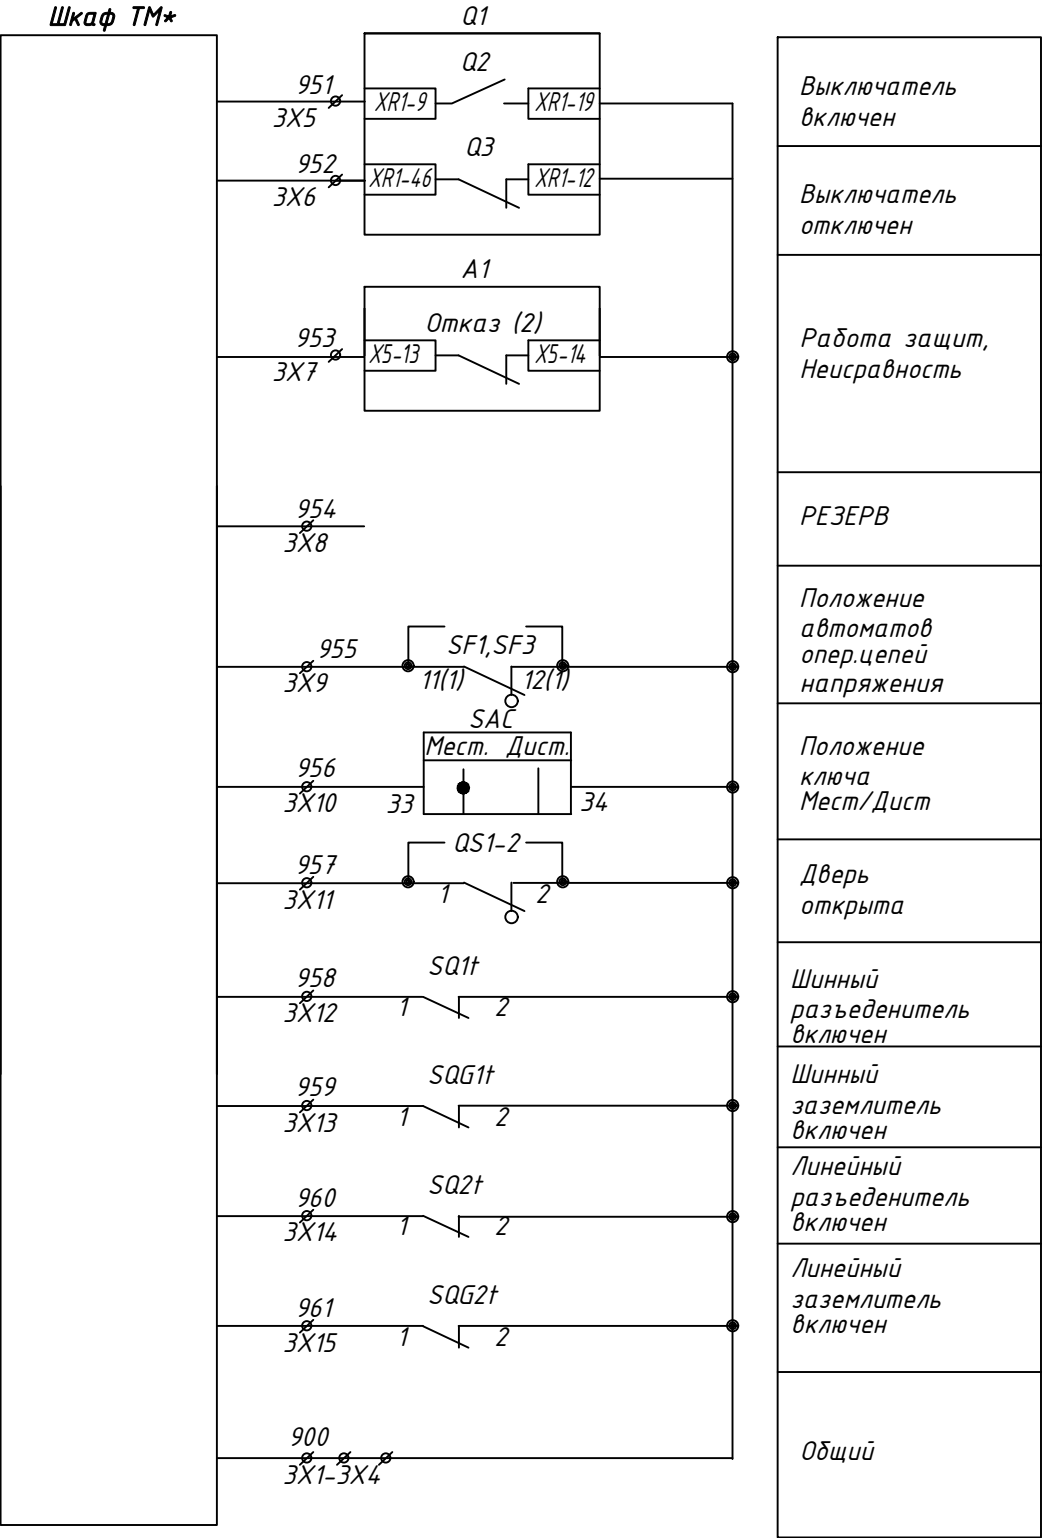 Шкаф ТМ*
Q1
Q2
951
XR1-9
XR1-19
3X5
Выключатель
включен
Q3
952
XR1-46
XR1-12
3X6
Выключатель
отключен
A1
Отказ (2)
953
X5-13
X5-14
3X7
Работа защит,
Неисравность
954
3X8
РЕЗЕРВ
955
SF1,SF3
3X9
11(1)
12(1)
Положение
автоматов
опер.цепей
напряжения
SAC
Мест. Дист.
956
3X10
33
34
Положение
ключа
Мест/Дист
QS1-2
957
3X11
1
2
Дверь
открыта
SQ1t
958
3X12
1
2
Шинный
разъеденитель
включен
SQG1t
959
3X13
1
2
Шинный
заземлитель
включен
SQ2t
960
3X14
1
2
Линейный
разъеденитель
включен
SQG2t
961
3X15
1
2
Линейный
заземлитель
включен
900
3X1-3X4
Общий